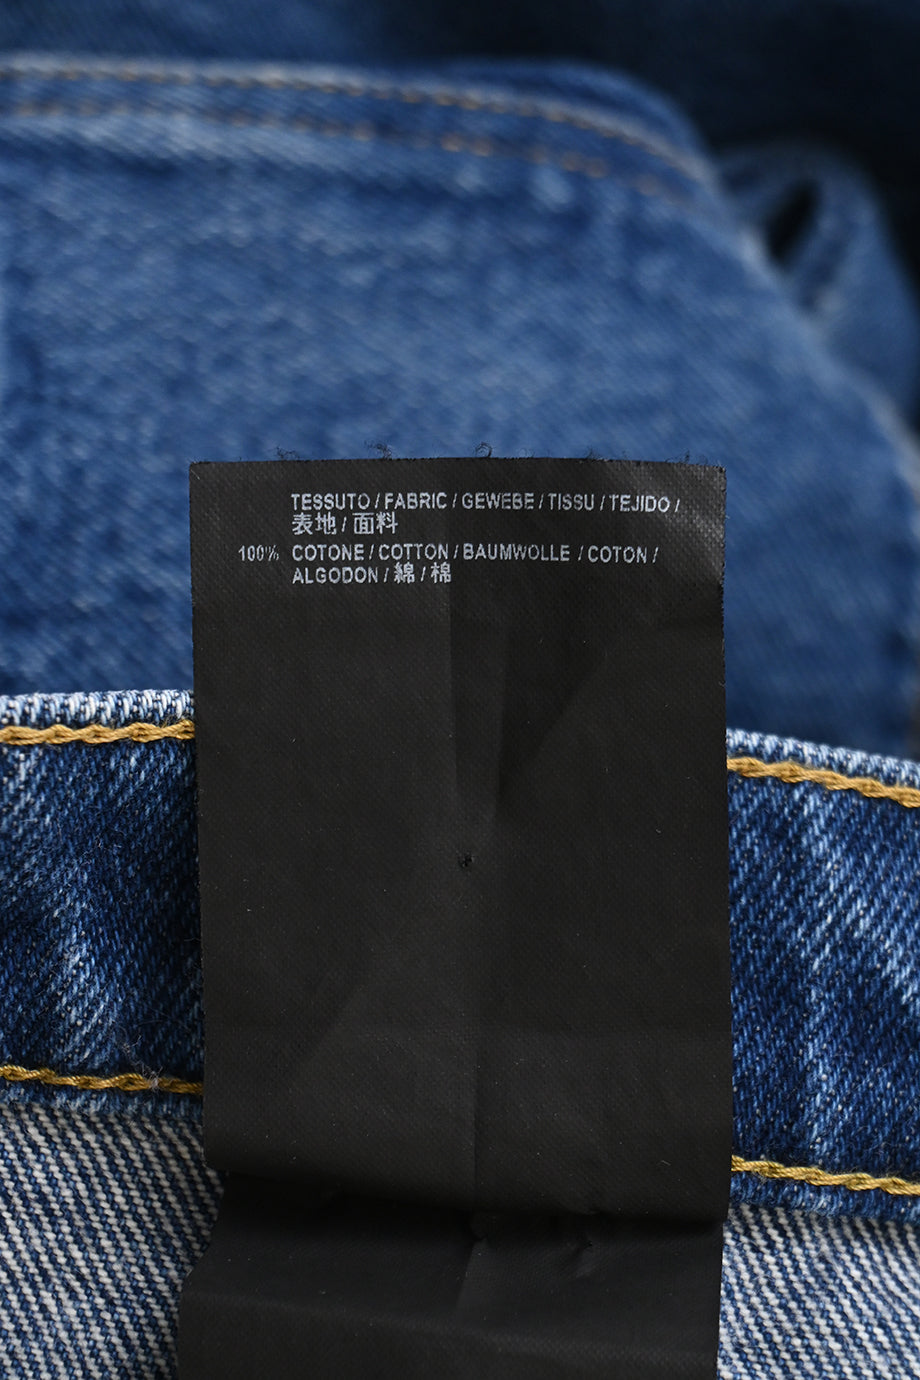 TESSUTO / FABRIC / GEWEBE / TISSU / TEJIDO /
表地 / 面料
100% COTONE / COTTON / BAUMWOLLE / COTON /
ALGODON / 綿 / 棉